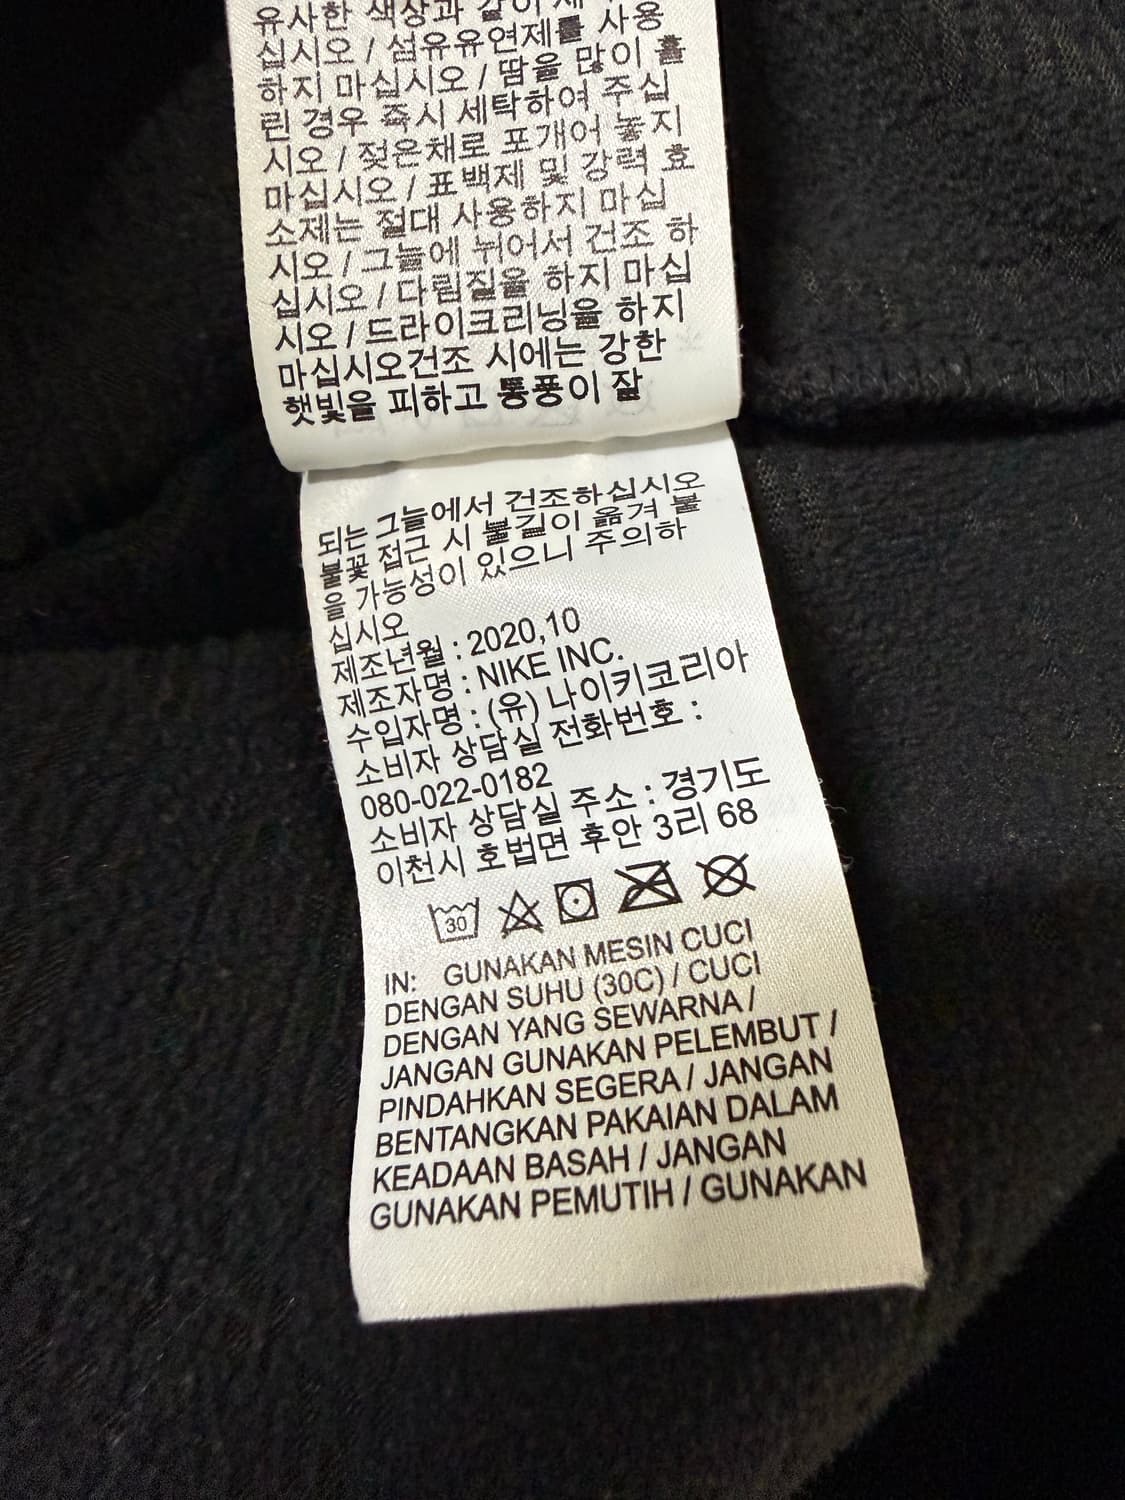 유사한 색상과 같이
십시오 / 섬유유연제를 사용
하지 마십시오 / 땀을 많이 흘
린 경우 즉시 세탁하여 주십
시오 / 젖은채로 포개어 놓지
마십시오 / 표백제 및 강력 효
소제는 절대 사용하지 마십
시오 / 그늘에 뉘어서 건조 하
십시오 / 다림질을 하지 마십
시오 / 드라이크리닝을 하지
마십시오건조 시에는 강한
햇빛을 피하고 통풍이 잘
되는 그늘에서 건조하십시오
불꽃 접근 시 불길이 옮겨 붙
을 가능성이 있으니 주의하
십시오
제조년월 : 2020,10
제조자명 : NIKE INC.
수입자명 : (유) 나이키코리아
소비자 상담실 전화번호 :
080-022-0182
소비자 상담실 주소 : 경기도
이천시 호법면 후안 3리 68
30
IN: GUNAKAN MESIN CUCI
DENGAN SUHU (30C) / CUCI
DENGAN YANG SEWARNA /
JANGAN GUNAKAN PELEMBUT /
PINDAHKAN SEGERA / JANGAN
BENTANGKAN PAKAIAN DALAM
KEADAAN BASAH / JANGAN
GUNAKAN PEMUTIH / GUNAKAN